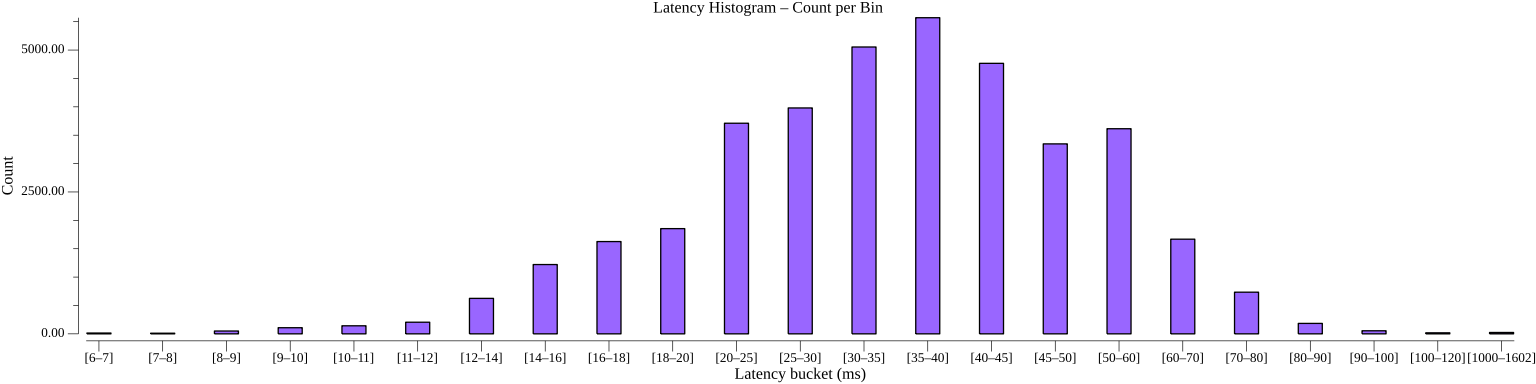 Latency Histogram – Count per Bin
Count
5000.00
2500.00
0.00
[6–7] [7–8] [8–9] [9–10] [10–11] [11–12] [12–14] [14–16] [16–18] [18–20] [20–25] [25–30] [30–35] [35–40] [40–45] [45–50] [50–60] [60–70] [70–80] [80–90] [90–100] [100–120] [1000–1602]
Latency bucket (ms)